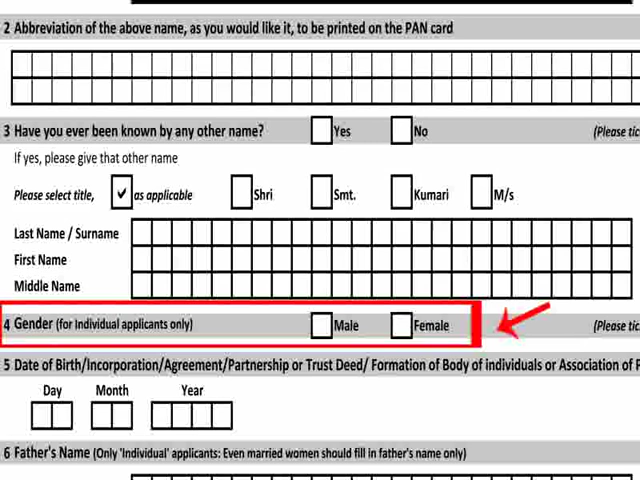 2 Abbreviation of the above name, as you would like it, to be printed on the PAN card
3 Have you ever been known by any other name? Yes No (Please tic
If yes, please give that other name
Please select title, ✓ as applicable Shri Smt. Kumari M/s
Last Name / Surname
First Name
Middle Name
4 Gender (for Individual applicants only) Male Female (Please tic
5 Date of Birth/Incorporation/Agreement/Partnership or Trust Deed/ Formation of Body of individuals or Association of P
Day Month Year
6 Father's Name (Only 'Individual' applicants: Even married women should fill in father's name only)